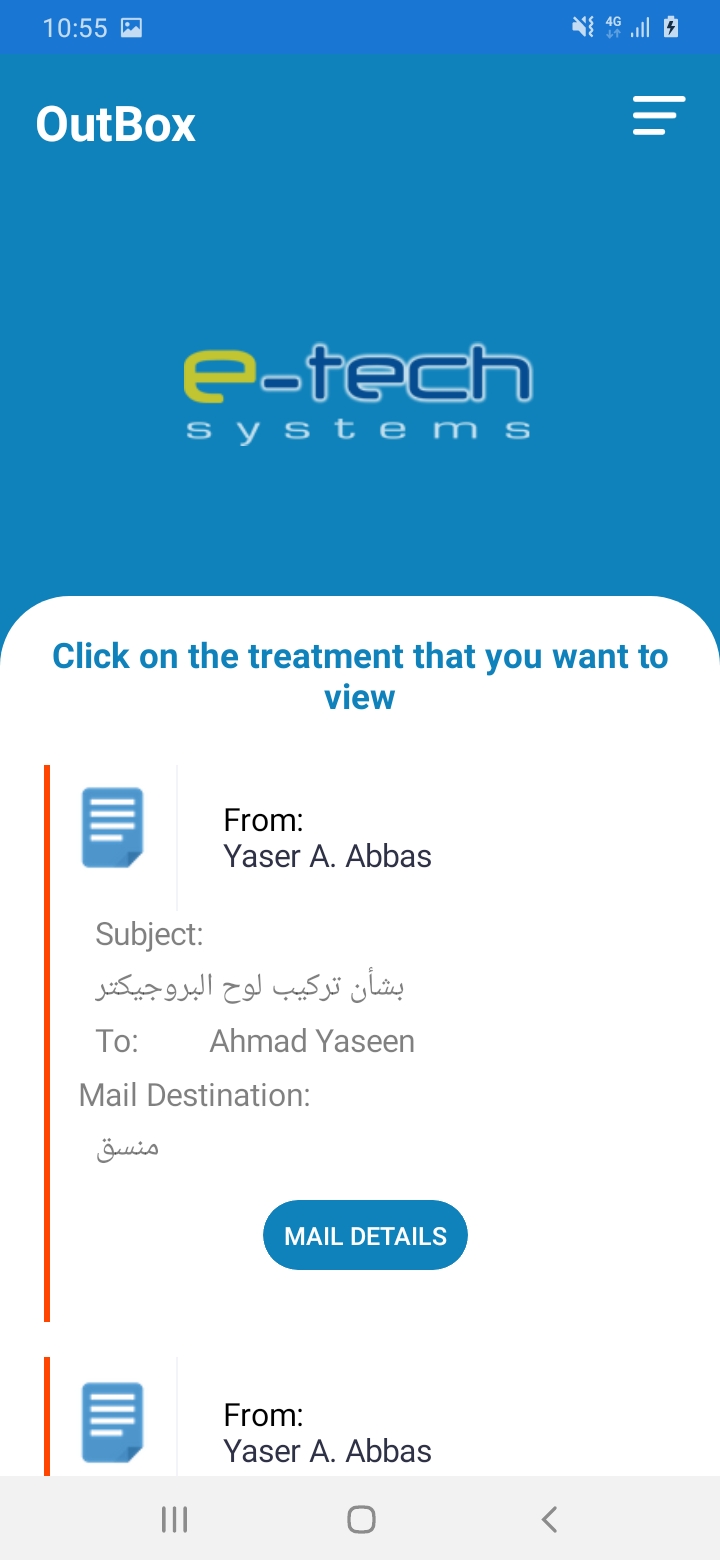 10:55
4G
OutBox
e-tech
systems
Click on the treatment that you want to
view
From:
Yaser A. Abbas
Subject:
بشأن تركيب لوح البروجيكتر
To: Ahmad Yaseen
Mail Destination:
منسق
MAIL DETAILS
From:
Yaser A. Abbas